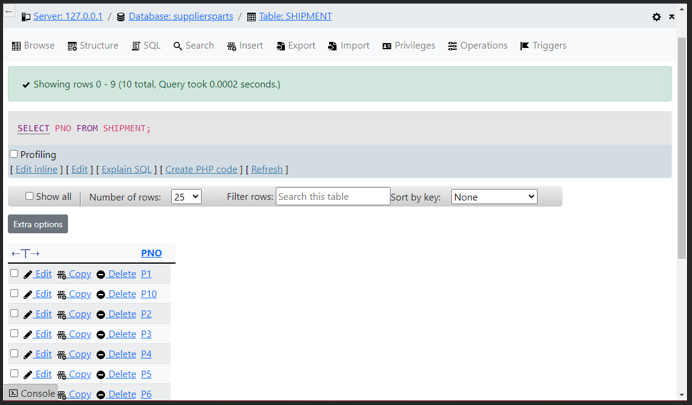 Server: 127.0.0.1 / Database: suppliersparts / Table: SHIPMENT
Browse Structure SQL Search Insert Export Import Privileges Operations Triggers
Showing rows 0 - 9 (10 total, Query took 0.0002 seconds.)
SELECT PNO FROM SHIPMENT;
Profiling
[ Edit inline ] [ Edit ] [ Explain SQL ] [ Create PHP code ] [ Refresh ]
Show all Number of rows: 25 Filter rows: Search this table Sort by key: None
Extra options
←T→ PNO
Edit Copy Delete P1
Edit Copy Delete P10
Edit Copy Delete P2
Edit Copy Delete P3
Edit Copy Delete P4
Edit Copy Delete P5
Console Copy Delete P6